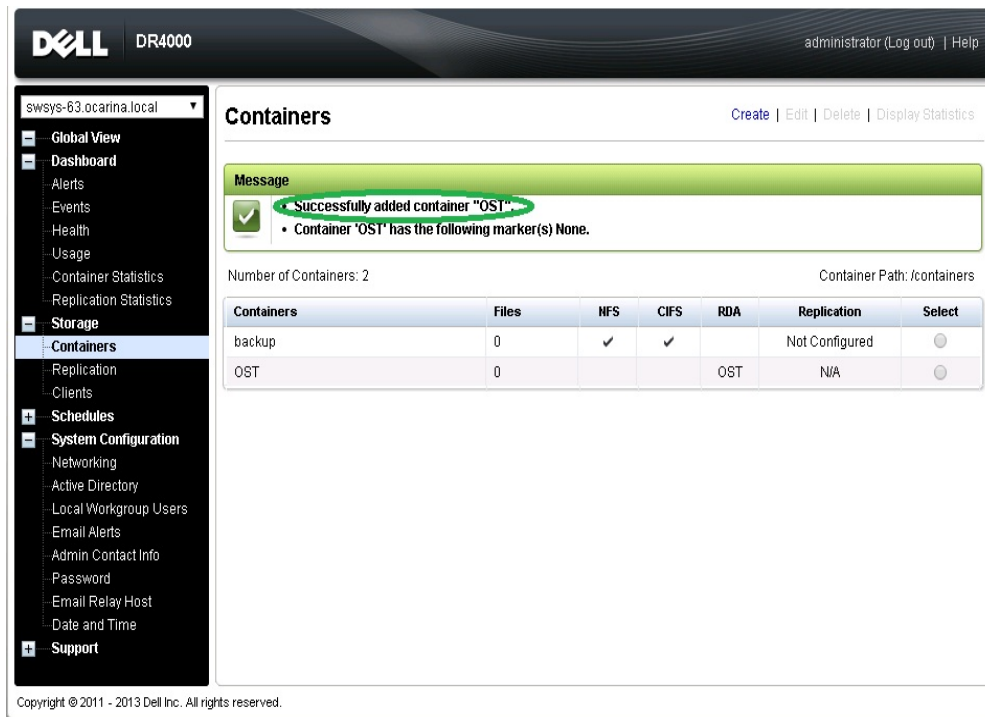 DELL DR4000 administrator (Log out) | Help
swsys-63.ocarina.local
Global View
Dashboard
Alerts
Events
Health
Usage
Container Statistics
Replication Statistics
Storage
Containers
Replication
Clients
Schedules
System Configuration
Networking
Active Directory
Local Workgroup Users
Email Alerts
Admin Contact Info
Password
Email Relay Host
Date and Time
Support
Containers Create | Edit | Delete | Display Statistics
Message
• Successfully added container "OST".
• Container 'OST' has the following marker(s) None.
Number of Containers: 2 Container Path: /containers
Containers Files NFS CIFS RDA Replication Select
backup 0 ✔ ✔ Not Configured
OST 0 OST N/A
Copyright © 2011 - 2013 Dell Inc. All rights reserved.